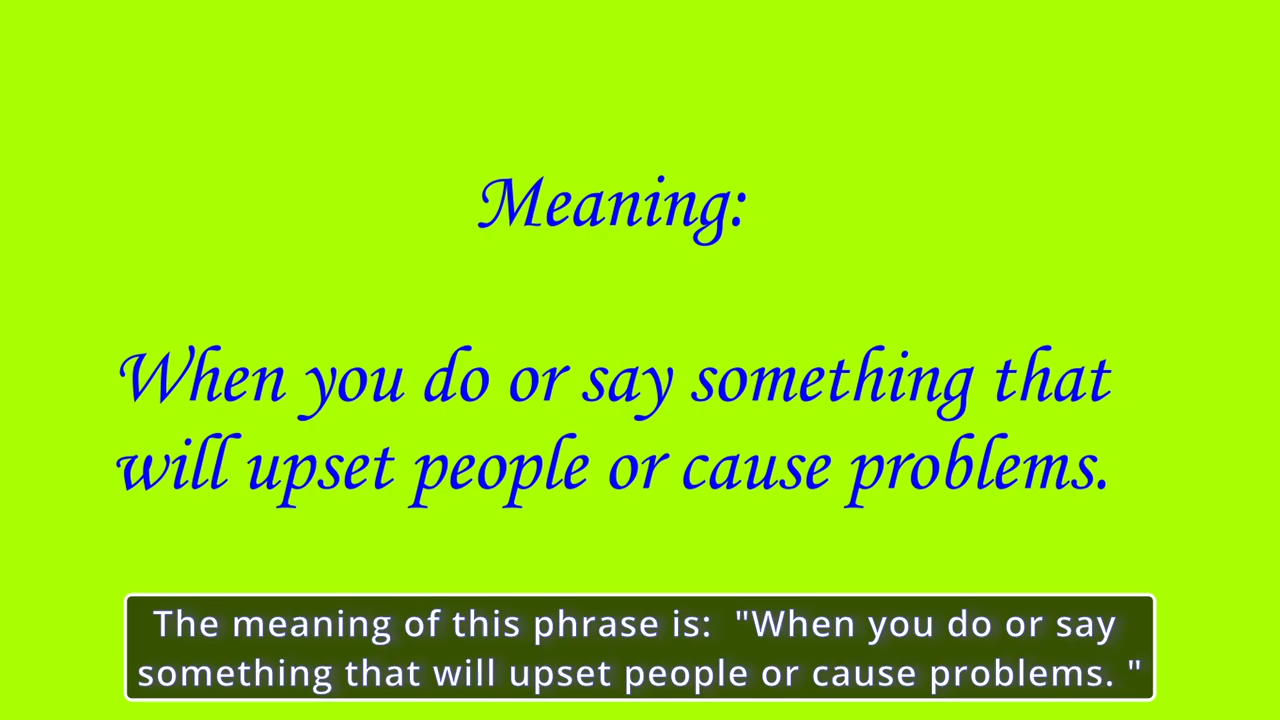 Meaning:
When you do or say something that
will upset people or cause problems.
The meaning of this phrase is:  "When you do or say
something that will upset people or cause problems. "